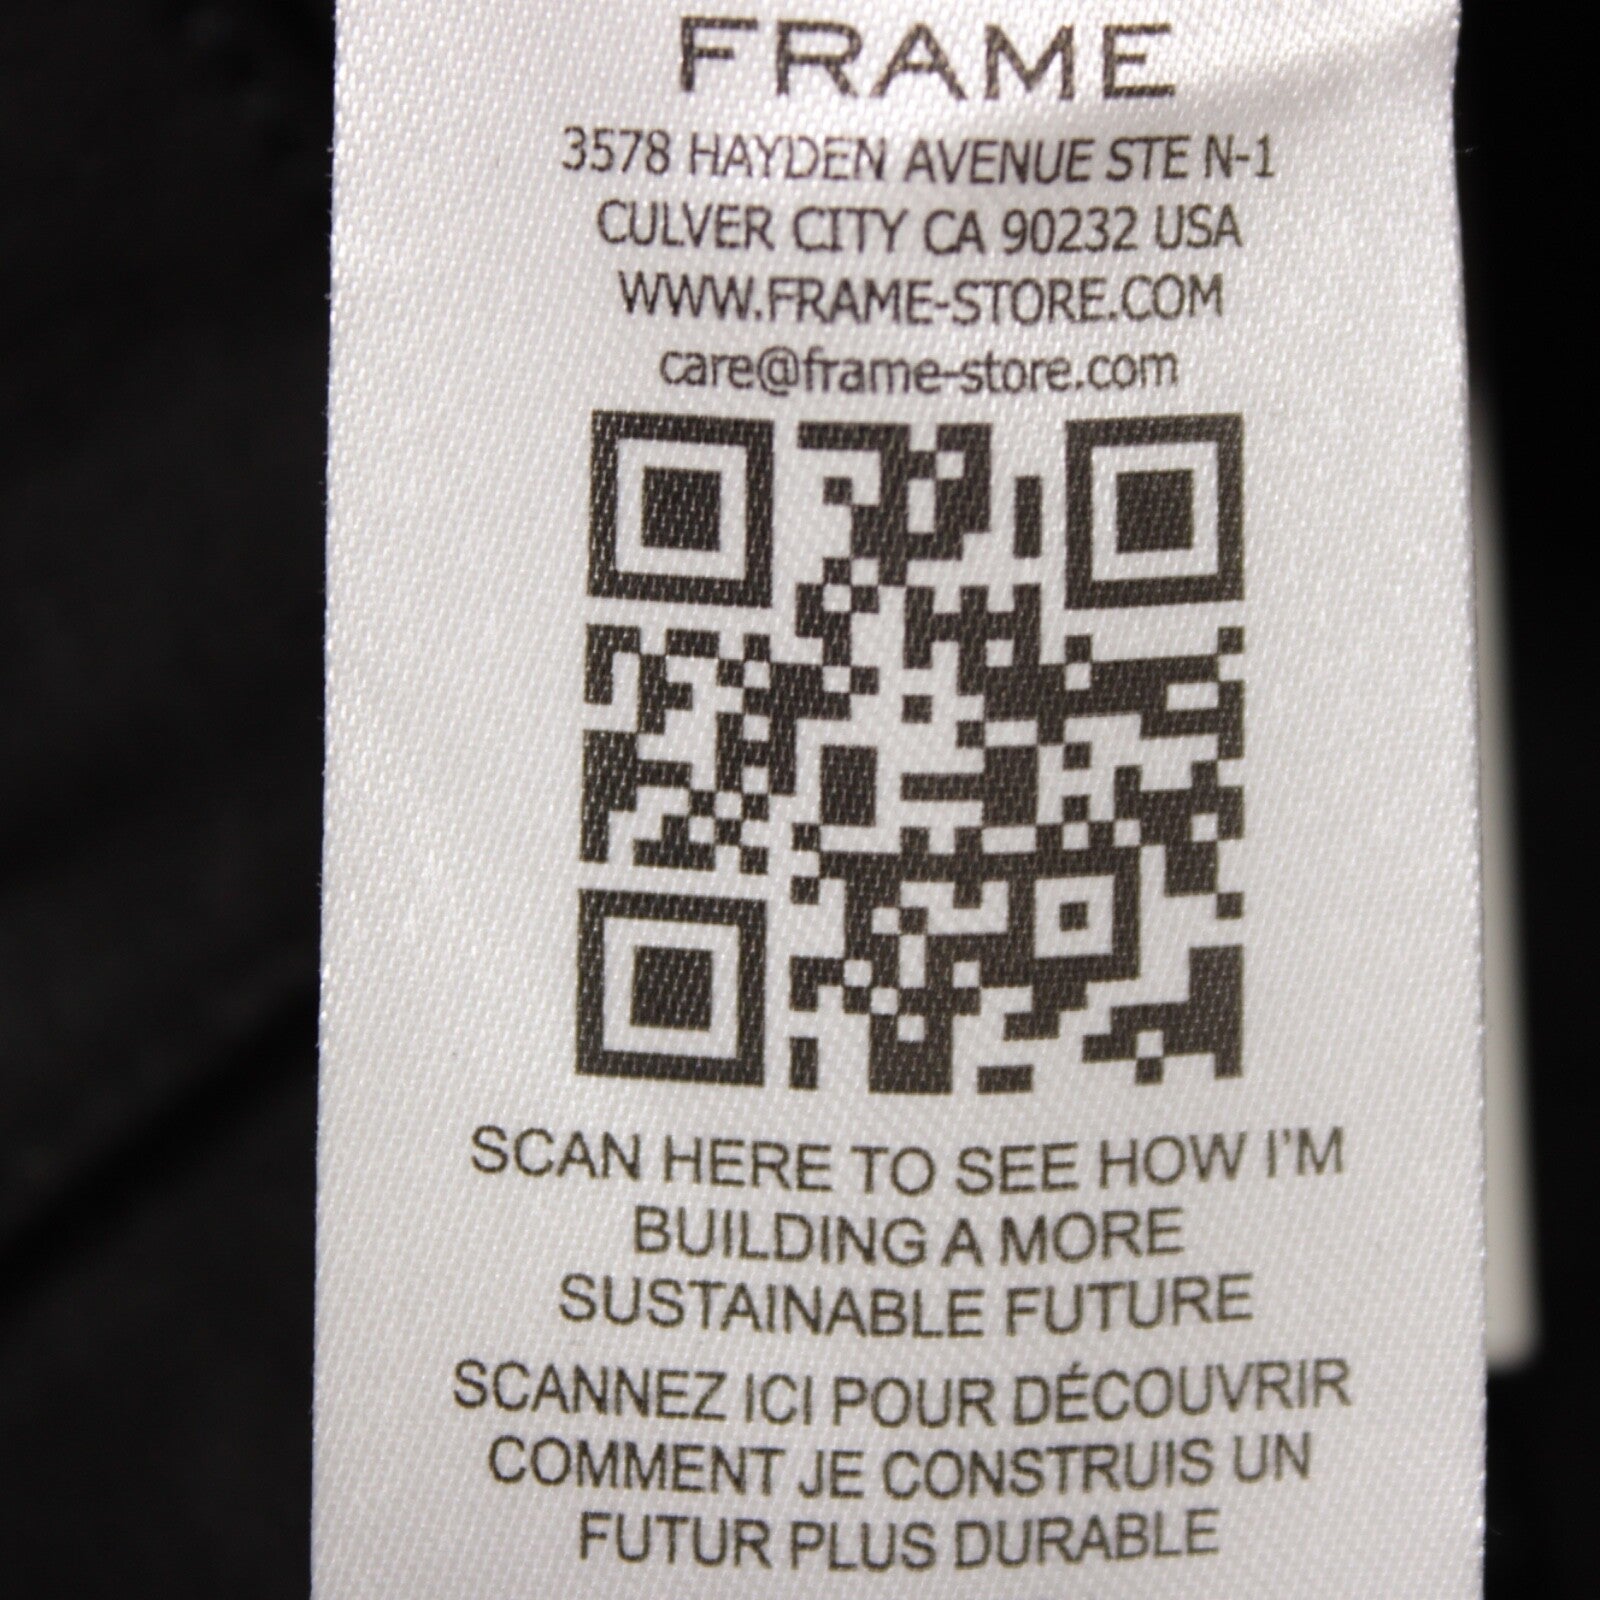 FRAME
3578 HAYDEN AVENUE STE N-1
CULVER CITY CA 90232 USA
WWW.FRAME-STORE.COM
care@frame-store.com
SCAN HERE TO SEE HOW I'M
BUILDING A MORE
SUSTAINABLE FUTURE
SCANNEZ ICI POUR DÉCOUVRIR
COMMENT JE CONSTRUIS UN
FUTUR PLUS DURABLE